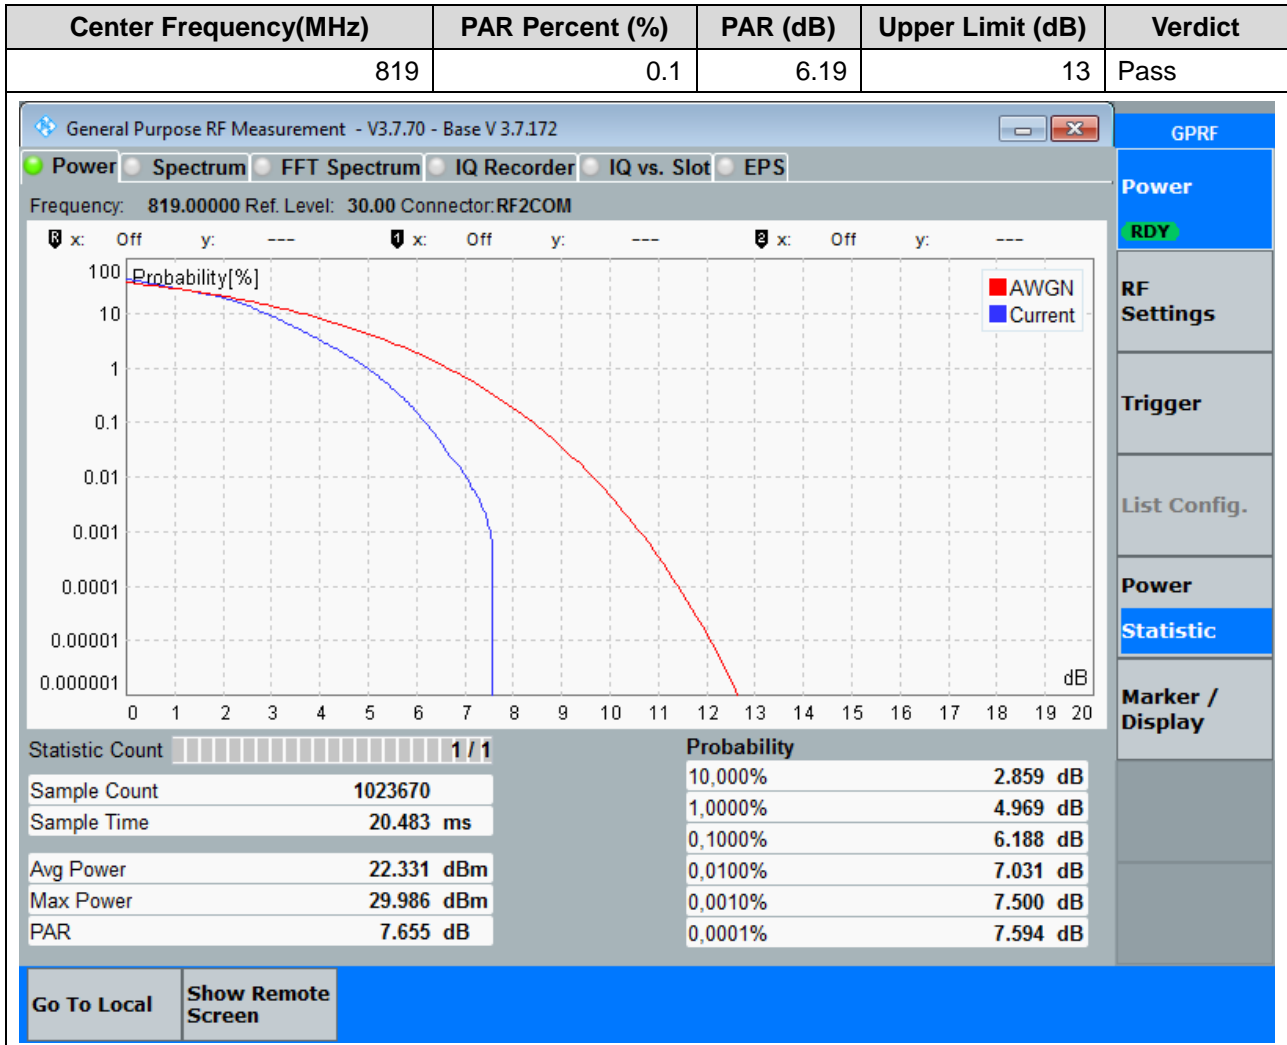 Center Frequency(MHz) PAR Percent (%) PAR (dB) Upper Limit (dB) Verdict
819 0.1 6.19 13 Pass
General Purpose RF Measurement - V3.7.70 - Base V 3.7.172
GPRF
Power Spectrum FFT Spectrum IQ Recorder IQ vs. Slot EPS
Frequency: 819.00000 Ref. Level: 30.00 Connector:RF2COM
R x: Off y: --- 1 x: Off y: --- 2 x: Off y: ---
Probability[%]
AWGN
Current
100
10
1
0.1
0.01
0.001
0.0001
0.00001
0.000001
dB
0 1 2 3 4 5 6 7 8 9 10 11 12 13 14 15 16 17 18 19 20
Statistic Count 1 / 1
Sample Count 1023670
Sample Time 20.483 ms
Avg Power 22.331 dBm
Max Power 29.986 dBm
PAR 7.655 dB
Probability
10,000% 2.859 dB
1,0000% 4.969 dB
0,1000% 6.188 dB
0,0100% 7.031 dB
0,0010% 7.500 dB
0,0001% 7.594 dB
Power
RDY
RF
Settings
Trigger
List Config.
Power
Statistic
Marker /
Display
Go To Local
Show Remote
Screen